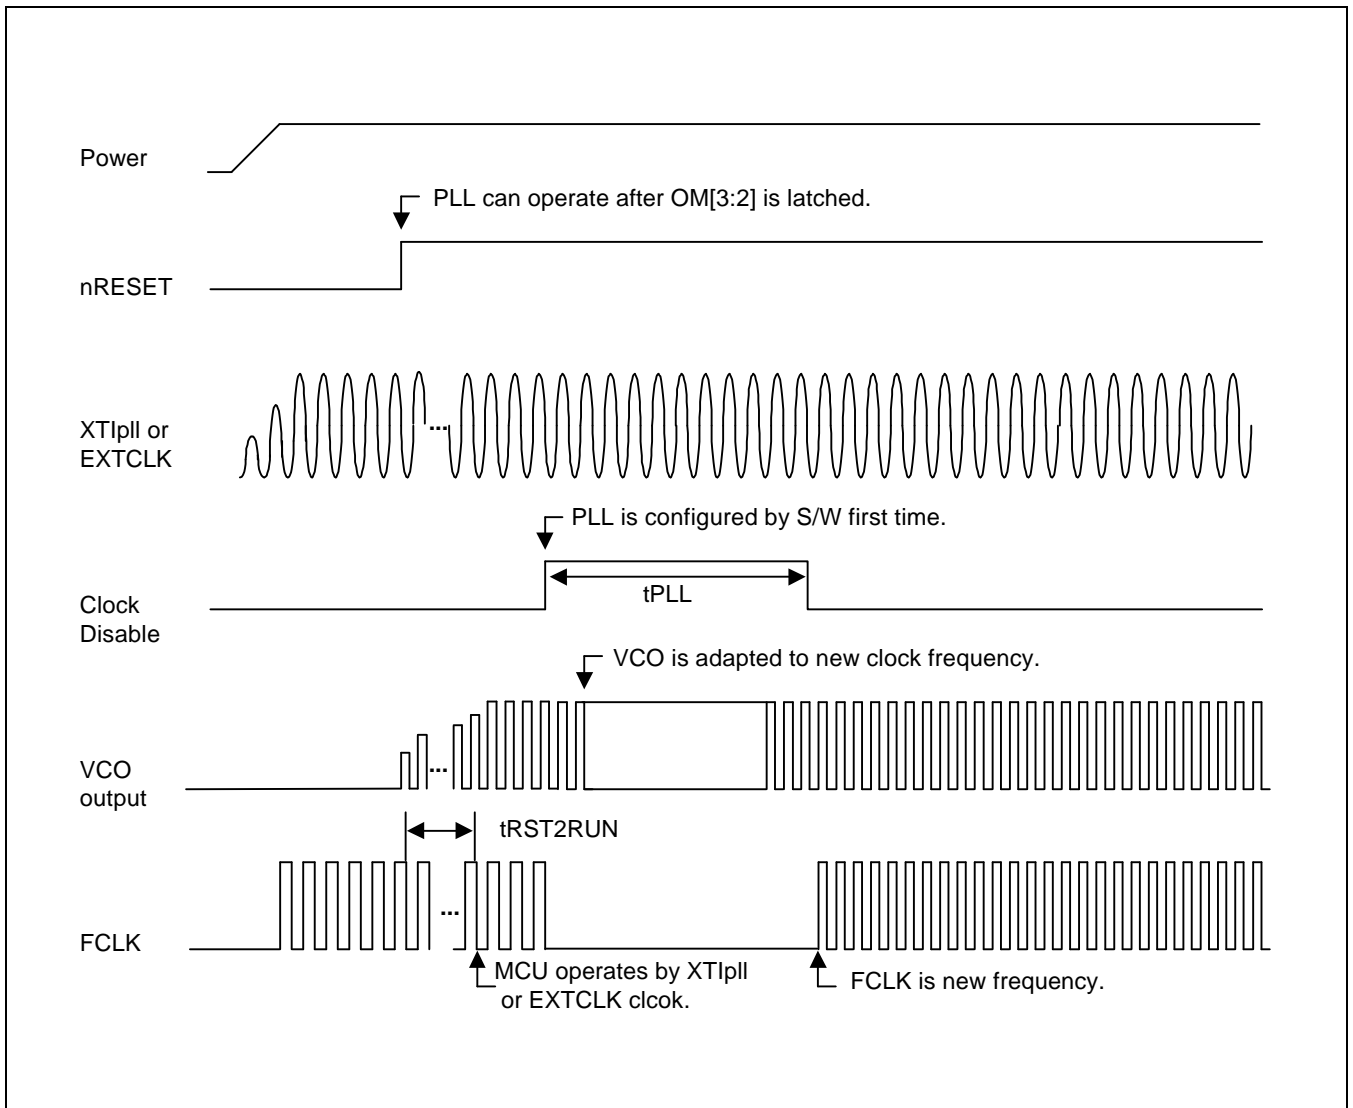 Power
PLL can operate after OM[3:2] is latched.
nRESET
XTIpll or
EXTCLK
...
PLL is configured by S/W first time.
tPLL
Clock
Disable
VCO is adapted to new clock frequency.
VCO
output
...
tRST2RUN
FCLK
...
MCU operates by XTIpll
or EXTCLK clcok.
FCLK is new frequency.